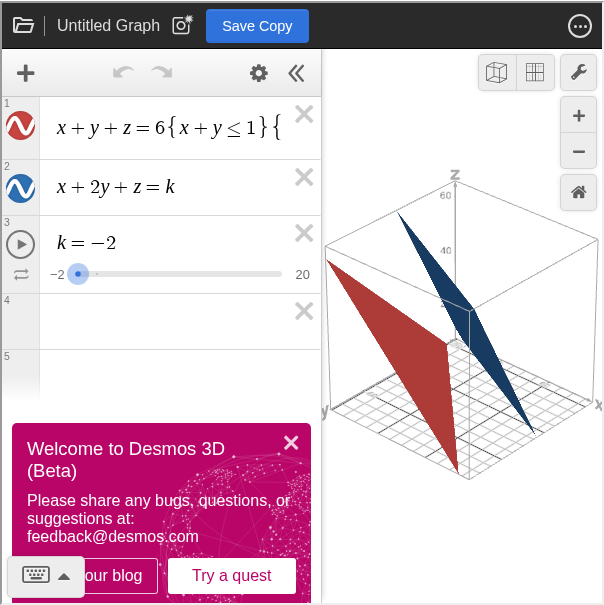 Untitled Graph
Save Copy
1
x + y + z = 6{x + y ≤ 1}{
2
x + 2y + z = k
3
k = −2
−2
20
4
5
z
60
40
y
x
Welcome to Desmos 3D
(Beta)
Please share any bugs, questions, or
suggestions at:
feedback@desmos.com
our blog
Try a quest